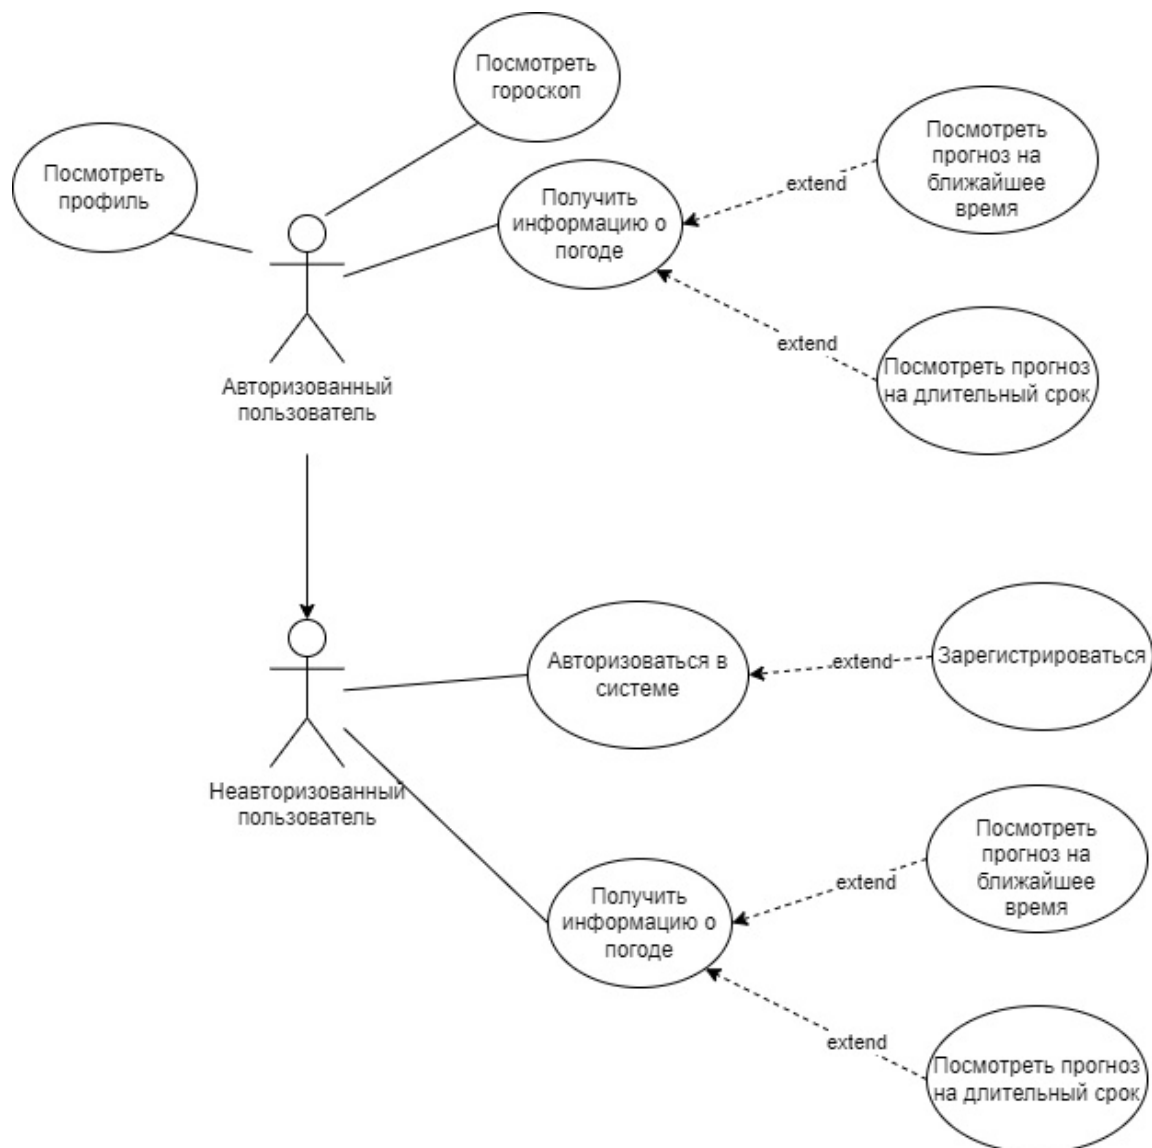 Посмотреть
гороскоп
Посмотреть
профиль
Получить
информацию о
погоде
extend
Посмотреть
прогноз на
ближайшее
время
extend
Посмотреть прогноз
на длительный срок
Авторизованный
пользователь
Авторизоваться в
системе
extend
Зарегистрироваться
Неавторизованный
пользователь
Получить
информацию о
погоде
extend
Посмотреть
прогноз на
ближайшее
время
extend
Посмотреть прогноз
на длительный срок